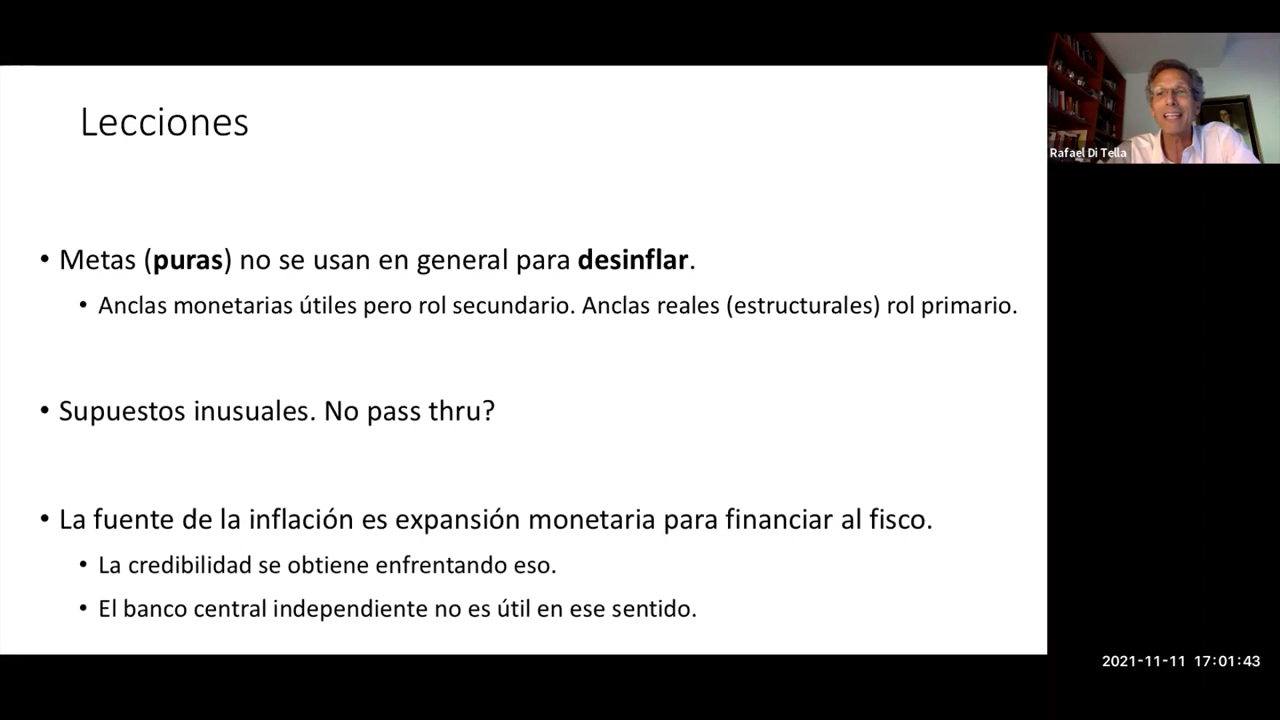 Lecciones
Rafael Di Tella
• Metas (puras) no se usan en general para desinflar.
• Anclas monetarias útiles pero rol secundario. Anclas reales (estructurales) rol primario.
• Supuestos inusuales. No pass thru?
• La fuente de la inflación es expansión monetaria para financiar al fisco.
• La credibilidad se obtiene enfrentando eso.
• El banco central independiente no es útil en ese sentido.
2021-11-11 17:01:43